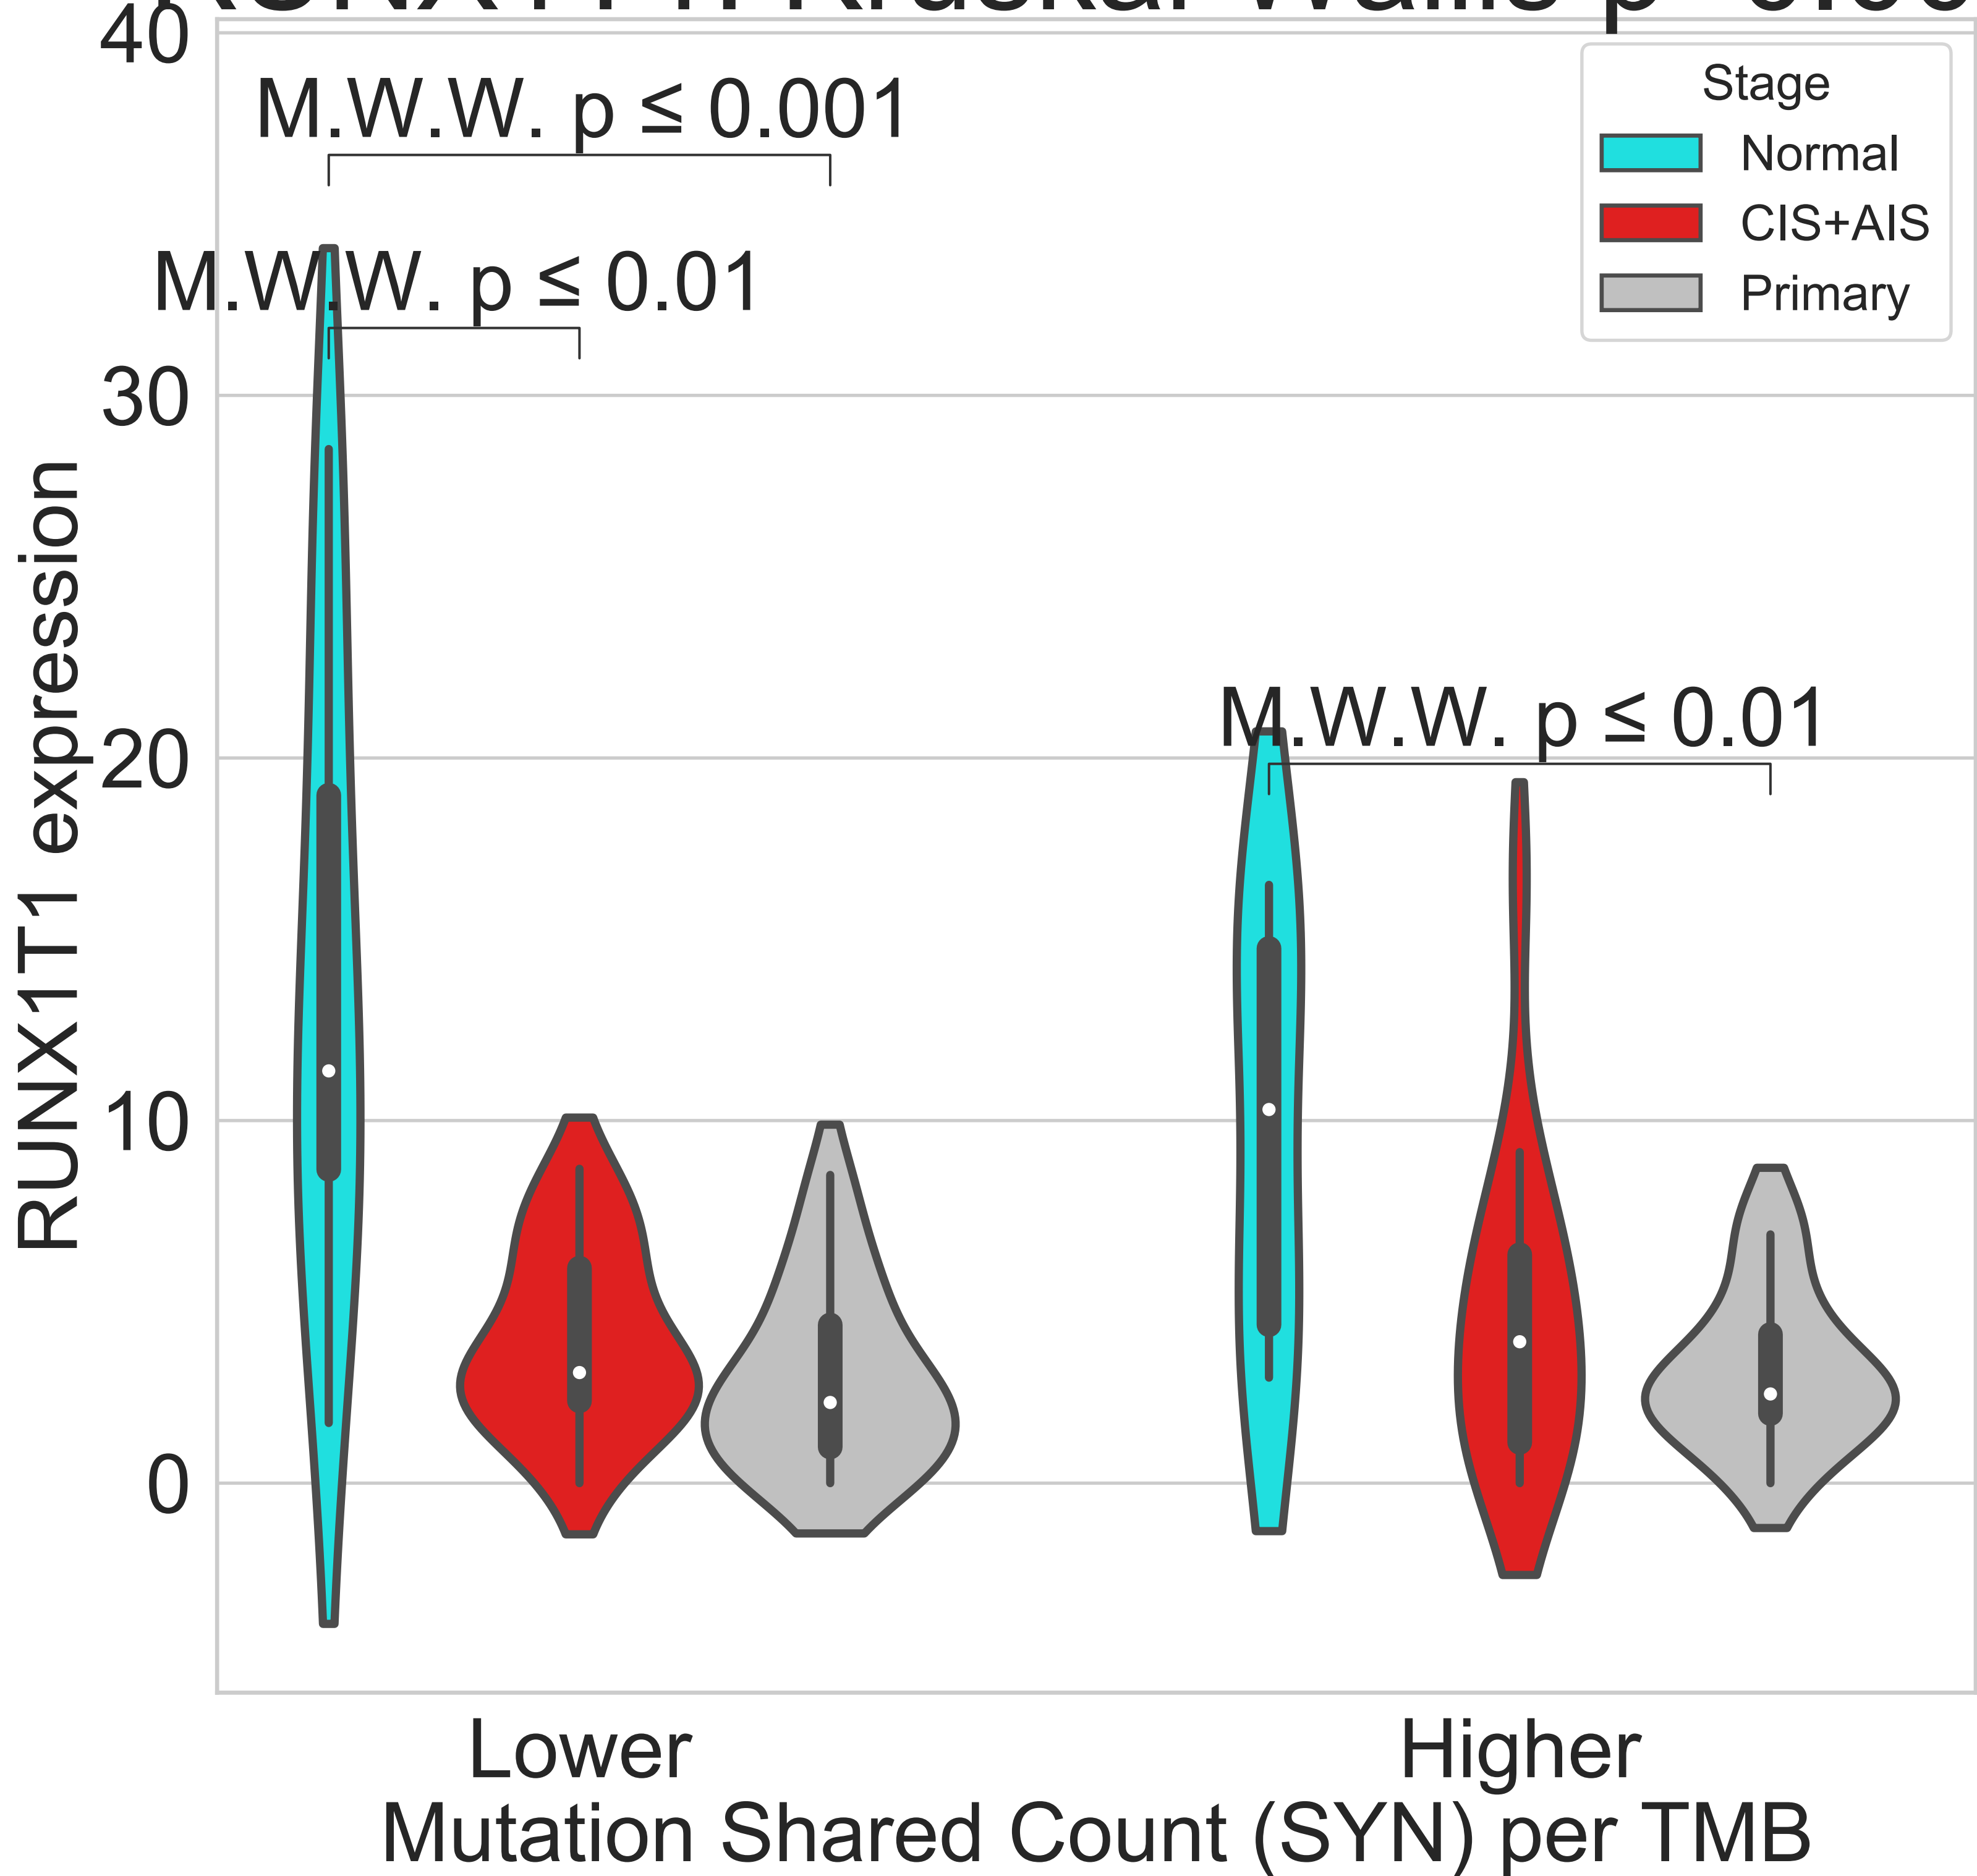 40
M.W.W. p ≤ 0.001
Stage
Normal
CIS+AIS
Primary
M.W.W. p ≤ 0.01
30
RUNX1T1 expression
20
M.W.W. p ≤ 0.01
10
0
Lower
Higher
Mutation Shared Count (SYN) per TMB